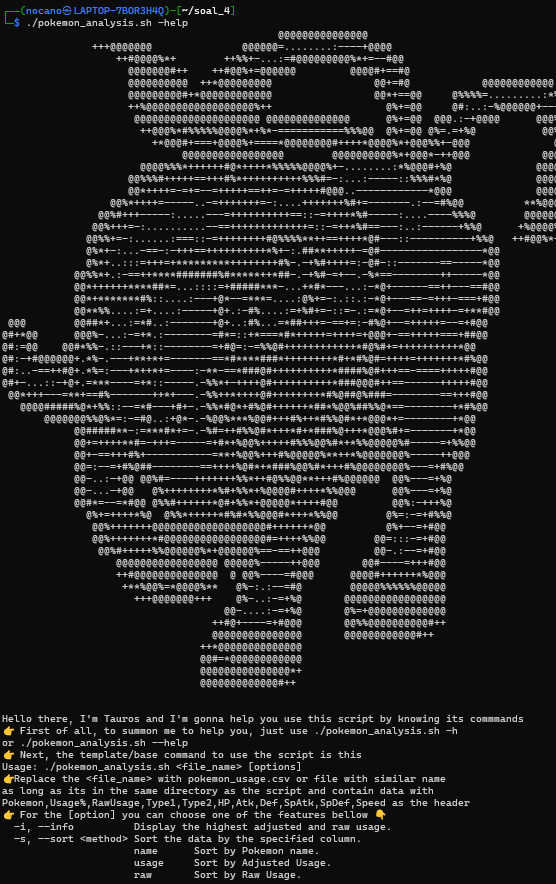 ┌──(nocano㉿LAPTOP-7BOR3H4Q)-[~/soal_4]
└─$ ./pokemon_analysis.sh -help
Hello there, I'm Tauros and I'm gonna help you use this script by knowing its commmands
👉 First of all, to summon me to help you, just use ./pokemon_analysis.sh -h
or ./pokemon_analysis.sh --help
👉 Next, the template/base command to use the script is this
Usage: ./pokemon_analysis.sh <file_name> [options]
👉Replace the <file_name> with pokemon_usage.csv or file with similar name
as long as its in the same directory as the script and contain data with
Pokemon,Usage%,RawUsage,Type1,Type2,HP,Atk,Def,SpAtk,SpDef,Speed as the header
👉 For the [option] you can choose one of the features bellow 👇
-i, --info Display the highest adjusted and raw usage.
-s, --sort <method> Sort the data by the specified column.
name Sort by Pokemon name.
usage Sort by Adjusted Usage.
raw Sort by Raw Usage.